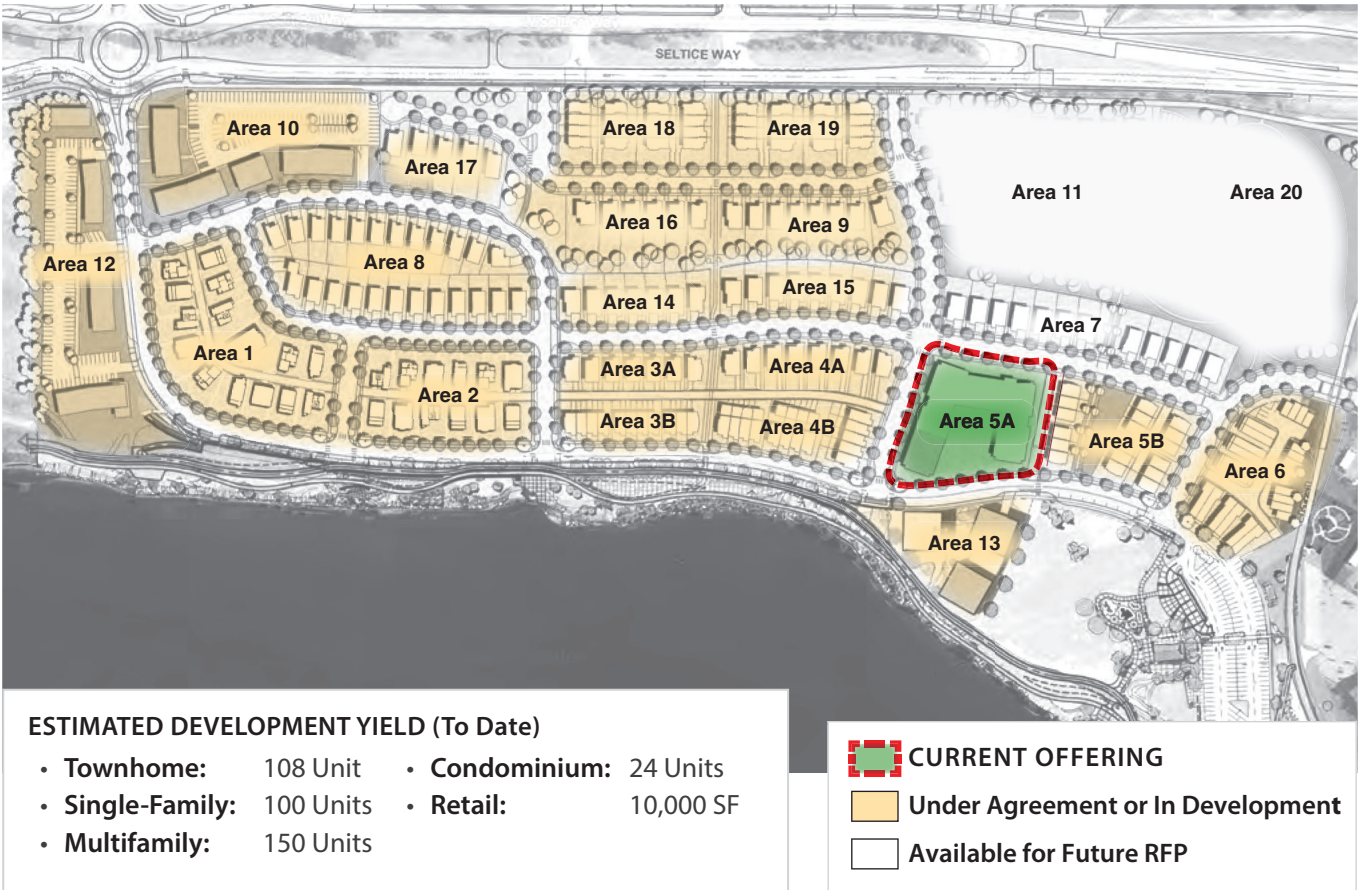 SELTICE WAY
Area 10
Area 18
Area 19
Area 17
Area 11
Area 20
Area 16
Area 9
Area 12
Area 8
Area 14
Area 15
Area 7
Area 1
Area 3A
Area 4A
Area 2
Area 3B
Area 4B
Area 5A
Area 5B
Area 6
Area 13
ESTIMATED DEVELOPMENT YIELD (To Date)
• Townhome: 108 Unit • Condominium: 24 Units
• Single-Family: 100 Units • Retail: 10,000 SF
• Multifamily: 150 Units
CURRENT OFFERING
Under Agreement or In Development
Available for Future RFP